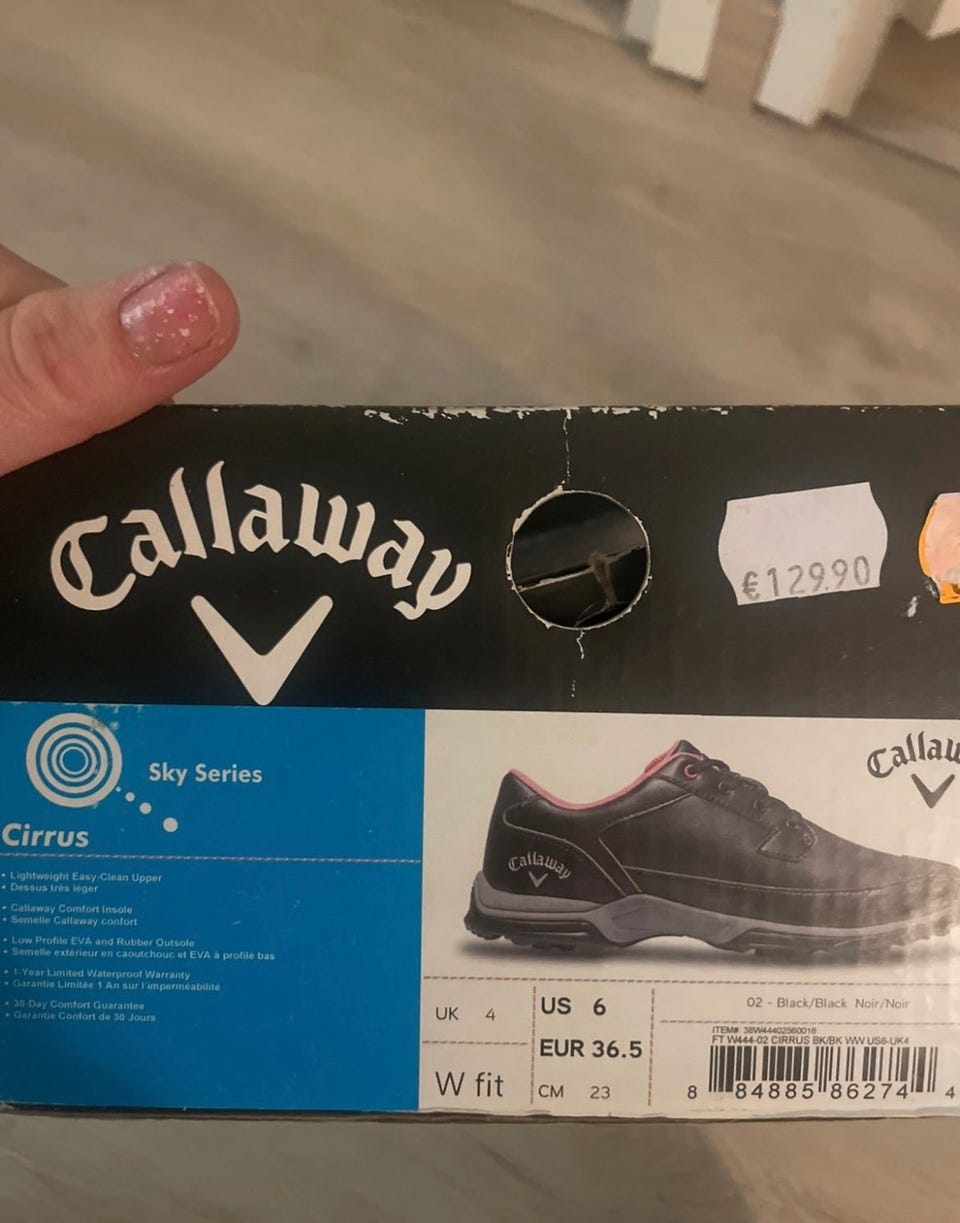 Callaway
€129.90
Sky Series
Cirrus
• Lightweight Easy-Clean Upper
• Dessus très léger
• Callaway Comfort Insole
• Semelle Callaway confort
• Low Profile EVA and Rubber Outsole
• Semelle extérieur en caoutchouc et EVA à profilé bas
• 1-Year Limited Waterproof Warranty
• Garantie Limitée 1 An sur l'imperméabilité
• 30-Day Comfort Guarantee
• Garantie Confort de 30 Jours
Callaw
Callaway
UK 4
US 6
EUR 36.5
W fit
CM 23
02 - Black/Black Noir/Noir
ITEM# 38W44402560016
FT W444-02 CIRRUS BK/BK WW US6-UK4
8 84885 86274 4